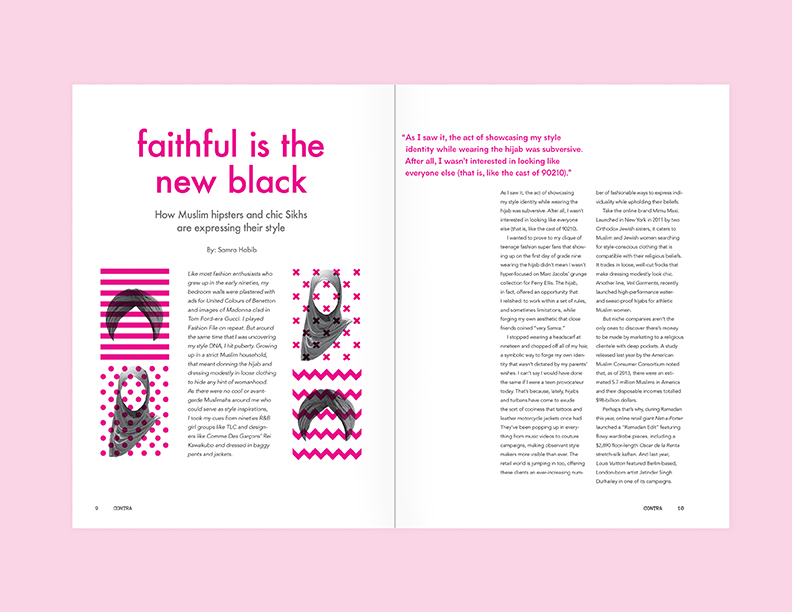 faithful is the
new black
How Muslim hipsters and chic Sikhs
are expressing their style
By: Samra Habib
Like most fashion enthusiasts who
grew up in the early nineties, my
bedroom walls were plastered with
ads for United Colours of Benetton
and images of Madonna clad in
Tom Ford-era Gucci. I played
Fashion File on repeat. But around
the same time that I was uncovering
my style DNA, I hit puberty. Growing
up in a strict Muslim household,
that meant donning the hijab and
dressing modestly in loose clothing
to hide any hint of womanhood.
As there were no cool or avant-
garde Muslimahs around me who
could serve as style inspirations,
I took my cues from nineties R&B
girl groups like TLC and design-
ers like Comme Des Garçons' Rei
Kawakubo and dressed in baggy
pants and jackets.
9 CONTRA
"As I saw it, the act of showcasing my style
identity while wearing the hijab was subversive.
After all, I wasn't interested in looking like
everyone else (that is, like the cast of 90210)."
As I saw it, the act of showcasing
my style identity while wearing the
hijab was subversive. After all, I wasn't
interested in looking like everyone
else (that is, like the cast of 90210).
I wanted to prove to my clique of
teenage fashion super fans that show-
ing up on the first day of grade nine
wearing the hijab didn't mean I wasn't
hyper-focused on Marc Jacobs' grunge
collection for Perry Ellis. The hijab,
in fact, offered an opportunity that
I relished: to work within a set of rules,
and sometimes limitations, while
forging my own aesthetic that close
friends coined "very Samra."
I stopped wearing a headscarf at
nineteen and chopped off all of my hair,
a symbolic way to forge my own iden-
tity that wasn't dictated by my parents'
wishes. I can't say I would have done
the same if I were a teen provocateur
today. That's because, lately, hijabs
and turbans have come to exude
the sort of coolness that tattoos and
leather motorcycle jackets once had.
They've been popping up in every-
thing from music videos to couture
campaigns, making observant style
makers more visible than ever. The
retail world is jumping in too, offering
these clients an ever-increasing num-
ber of fashionable ways to express indi-
viduality while upholding their beliefs.
Take the online brand Mimu Maxi.
Launched in New York in 2011 by two
Orthodox Jewish sisters, it caters to
Muslim and Jewish women searching
for style-conscious clothing that is
compatible with their religious beliefs.
It trades in loose, well-cut frocks that
make dressing modestly look chic.
Another line, Veil Garments, recently
launched high-performance water-
and sweat-proof hijabs for athletic
Muslim women.
But niche companies aren't the
only ones to discover there's money
to be made by marketing to a religious
clientele with deep pockets. A study
released last year by the American
Muslim Consumer Consortium noted
that, as of 2013, there were an esti-
mated 5.7 million Muslims in America
and their disposable incomes totalled
$98-billion dollars.
Perhaps that's why, during Ramadan
this year, online retail giant Net-a-Porter
launched a "Ramadan Edit" featuring
flowy wardrobe pieces, including a
$2,890 floor-length Oscar de la Renta
stretch-silk kaftan. And last year,
Louis Vuitton featured Berlin-based,
London-born artist Jatinder Singh
Durhailay in one of its campaigns.
CONTRA 10